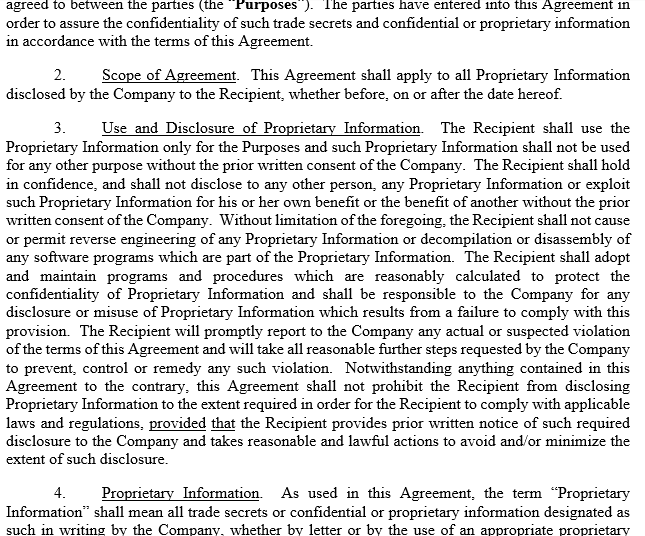 agreed to between the parties (the “Purposes”). The parties have entered into this Agreement in
order to assure the confidentiality of such trade secrets and confidential or proprietary information
in accordance with the terms of this Agreement.
2. Scope of Agreement. This Agreement shall apply to all Proprietary Information
disclosed by the Company to the Recipient, whether before, on or after the date hereof.
3. Use and Disclosure of Proprietary Information. The Recipient shall use the
Proprietary Information only for the Purposes and such Proprietary Information shall not be used
for any other purpose without the prior written consent of the Company. The Recipient shall hold
in confidence, and shall not disclose to any other person, any Proprietary Information or exploit
such Proprietary Information for his or her own benefit or the benefit of another without the prior
written consent of the Company. Without limitation of the foregoing, the Recipient shall not cause
or permit reverse engineering of any Proprietary Information or decompilation or disassembly of
any software programs which are part of the Proprietary Information. The Recipient shall adopt
and maintain programs and procedures which are reasonably calculated to protect the
confidentiality of Proprietary Information and shall be responsible to the Company for any
disclosure or misuse of Proprietary Information which results from a failure to comply with this
provision. The Recipient will promptly report to the Company any actual or suspected violation
of the terms of this Agreement and will take all reasonable further steps requested by the Company
to prevent, control or remedy any such violation. Notwithstanding anything contained in this
Agreement to the contrary, this Agreement shall not prohibit the Recipient from disclosing
Proprietary Information to the extent required in order for the Recipient to comply with applicable
laws and regulations, provided that the Recipient provides prior written notice of such required
disclosure to the Company and takes reasonable and lawful actions to avoid and/or minimize the
extent of such disclosure.
4. Proprietary Information. As used in this Agreement, the term “Proprietary
Information” shall mean all trade secrets or confidential or proprietary information designated as
such in writing by the Company, whether by letter or by the use of an appropriate proprietary